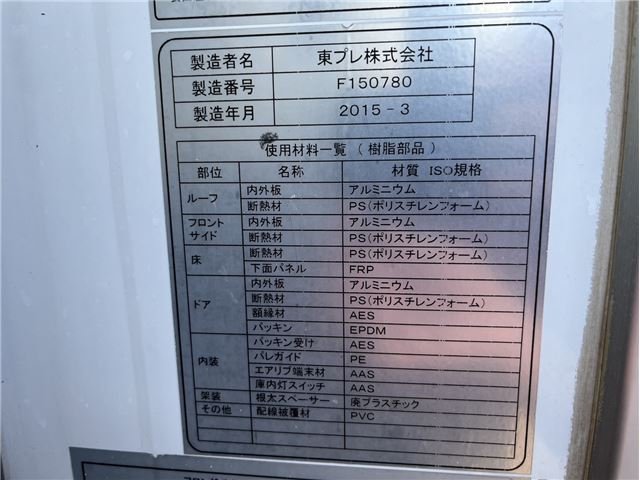 製造者名 東プレ株式会社
製造番号 F150780
製造年月 2015-3
使用材料一覧 (樹脂部品)
部位 名称 材質 ISO規格
ルーフ 内外板 アルミニウム
断熱材 PS(ポリスチレンフォーム)
フロント サイド 内外板 アルミニウム
断熱材 PS(ポリスチレンフォーム)
床 断熱材 PS(ポリスチレンフォーム)
下面パネル FRP
ドア 内外板 アルミニウム
断熱材 PS(ポリスチレンフォーム)
額縁材 AES
パッキン EPDM
内装 パッキン受け AES
パレガイド PE
エアリブ端末材 AAS
庫内灯スイッチ AAS
架装 根太スペーサー 廃プラスチック
その他 配線被覆材 PVC